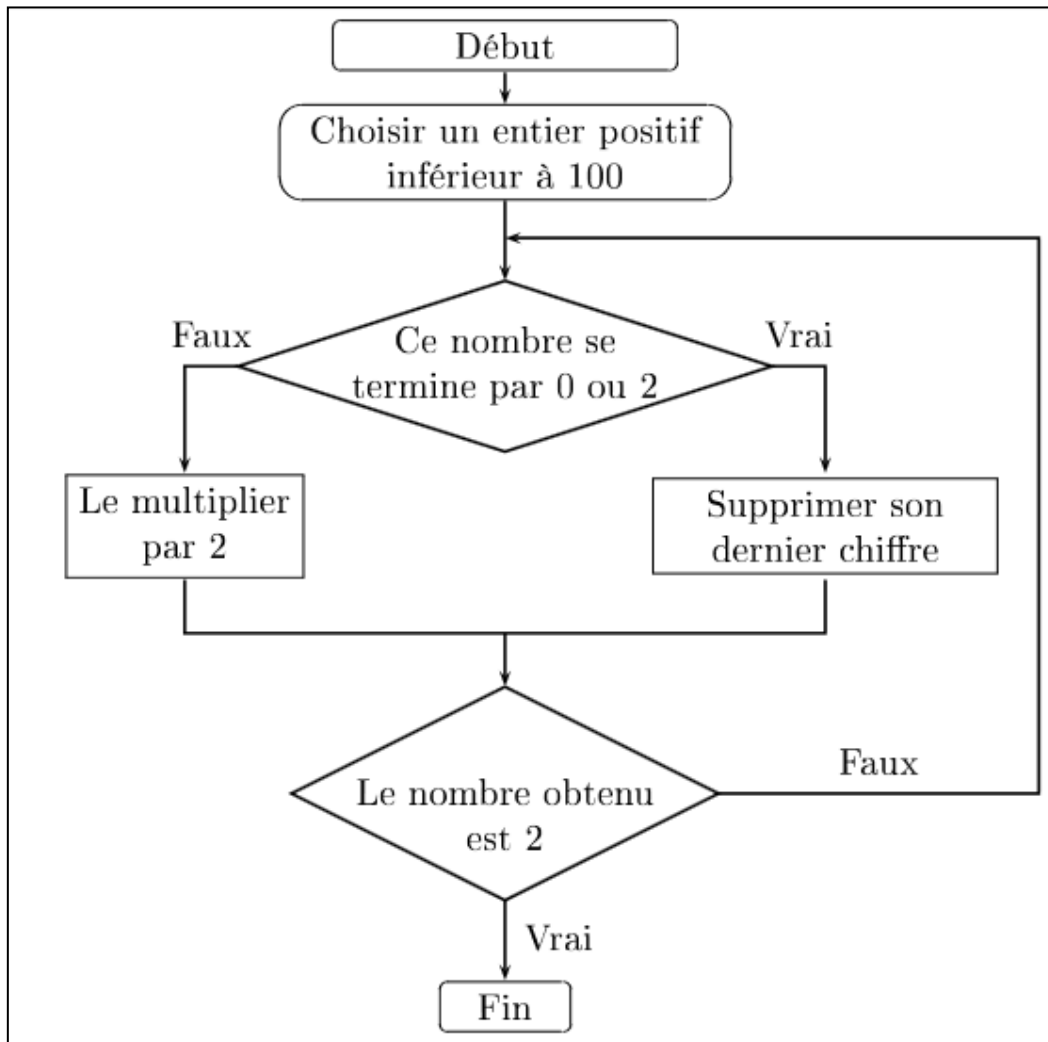 Début
Choisir un entier positif
inférieur à 100
Faux
Ce nombre se
termine par 0 ou 2
Vrai
Le multiplier
par 2
Supprimer son
dernier chiffre
Le nombre obtenu
est 2
Faux
Vrai
Fin